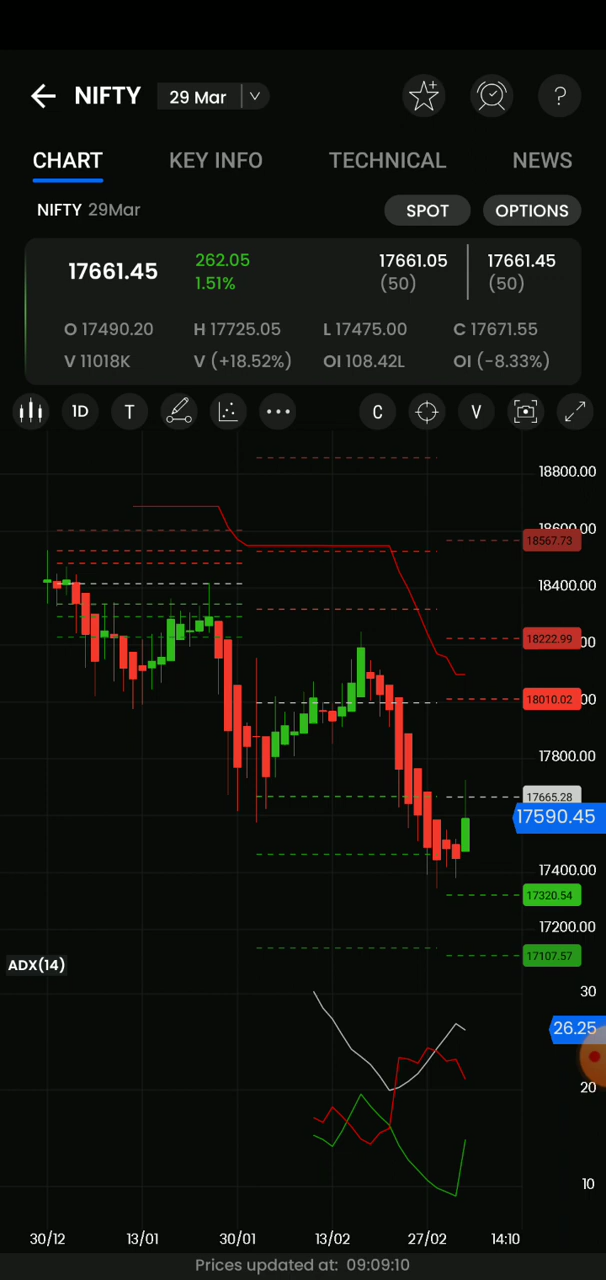 NIFTY 29 Mar
CHART KEY INFO TECHNICAL NEWS
NIFTY 29Mar SPOT OPTIONS
17661.45 262.05 1.51% 17661.05 (50) 17661.45 (50)
O 17490.20 H 17725.05 L 17475.00 C 17671.55
V 11018K V (+18.52%) OI 108.42L OI (-8.33%)
1D T C V
18800.00
18567.73
18400.00
18222.99
18010.02
17800.00
17665.28
17590.45
17400.00
17320.54
17200.00
17107.57
ADX(14)
30
26.25
20
10
30/12 13/01 30/01 13/02 27/02 14:10
Prices updated at: 09:09:10